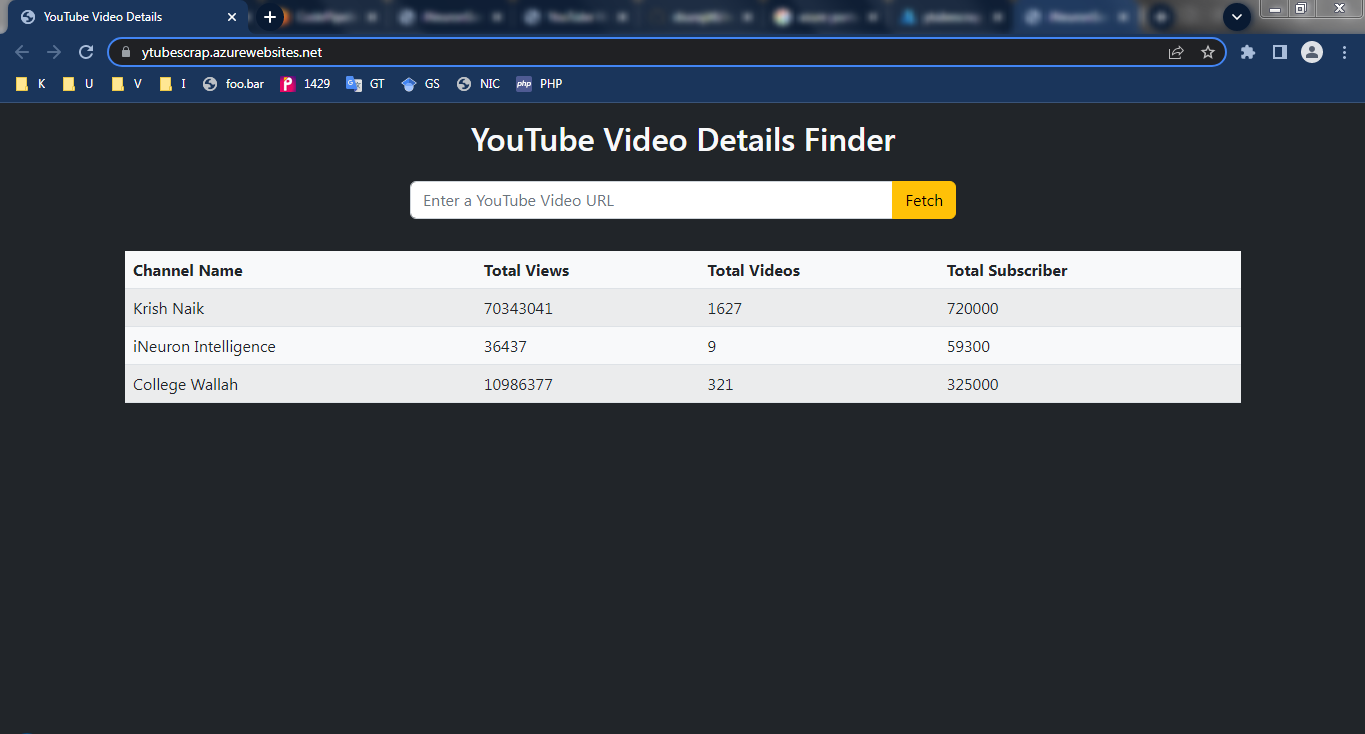 YouTube Video Details
ytubescrap.azurewebsites.net
K U V I foo.bar 1429 GT GS NIC php PHP
YouTube Video Details Finder
Enter a YouTube Video URL Fetch
Channel Name Total Views Total Videos Total Subscriber
Krish Naik 70343041 1627 720000
iNeuron Intelligence 36437 9 59300
College Wallah 10986377 321 325000